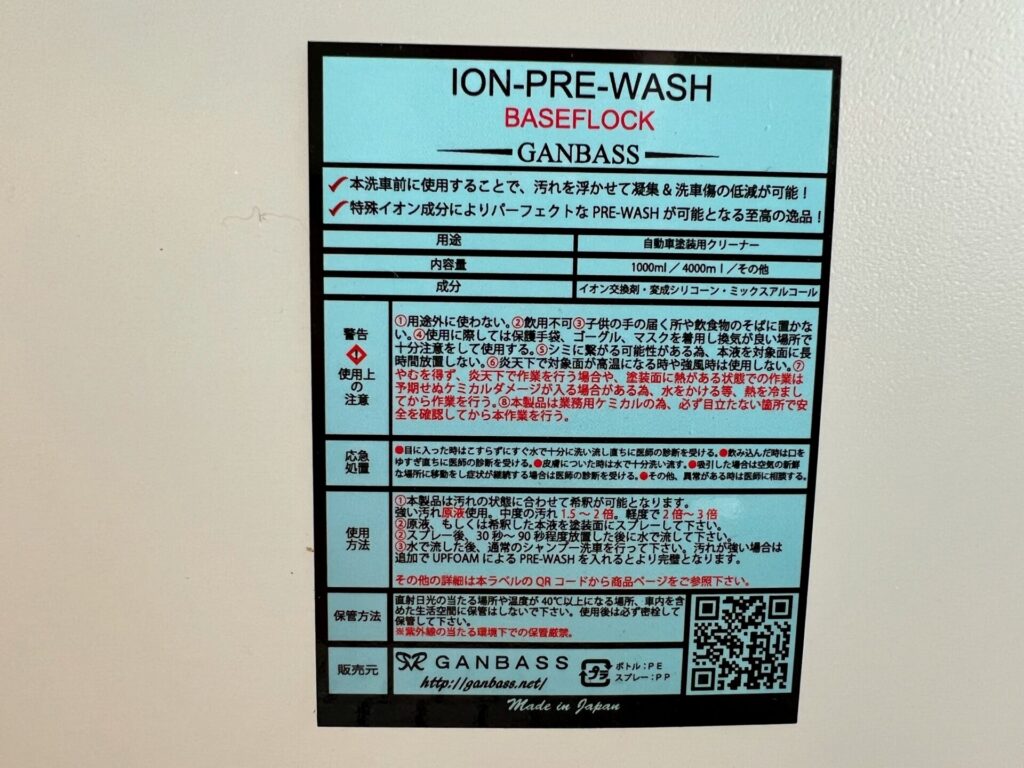 ION-PRE-WASH
BASEFLOCK
GANBASS
本洗車前に使用することで、汚れを浮かせて凝集&洗車傷の低減が可能！
特殊イオン成分によりパーフェクトな PRE-WASH が可能となる至高の逸品！
用途 自動車塗装用クリーナー
内容量 1000ml／4000ml／その他
成分 イオン交換剤・変成シリコーン・ミックスアルコール
警告
使用上
の
注意
①用途外に使わない。②飲用不可③子供の手の届く所や飲食物のそばに置かな
い。④使用に際しては保護手袋、ゴーグル、マスクを着用し換気が良い場所で
十分注意をして使用する。⑤シミに繋がる可能性がある為、本液を対象面に長
時間放置しない。⑥炎天下で対象面が高温になる時や強風時は使用しない。⑦
やむを得ず、炎天下で作業を行う場合や、塗装面に熱がある状態での作業は
予期せぬケミカルダメージが入る場合がある為、水をかける等、熱を冷まし
てから作業を行う。⑧本製品は業務用ケミカルの為、必ず目立たない箇所で安
全を確認してから本作業を行う。
応急
処置
●目に入った時はこすらずにすぐ水で十分に洗い流し直ちに医師の診断を受ける。●飲み込んだ時は口を
ゆすぎ直ちに医師の診断を受ける。●皮膚についた時は水で十分洗い流す。●吸引した場合は空気の新鮮
な場所に移動をし症状が継続する場合は医師の診断を受ける。●その他、異常がある時は医師に相談する。
使用
方法
①本製品は汚れの状態に合わせて希釈が可能となります。
強い汚れ原液使用。中度の汚れ 1.5～2倍。軽度で2倍～3倍
②原液、もしくは希釈した本液を塗装面にスプレーして下さい。
②スプレー後、30秒～90秒程度放置した後に水で流して下さい。
③水で流した後、通常のシャンプー洗車を行って下さい。汚れが強い場合は
追加で UPFOAM による PRE-WASH を入れるとより完璧となります。
その他の詳細は本ラベルの QR コードから商品ページをご参照下さい。
保管方法
直射日光の当たる場所や温度が 40℃以上になる場所、車内を含
めた生活空間に保管はしないで下さい。使用後は必ず密栓して
保管して下さい。
※紫外線の当たる環境下での保管厳禁。
販売元
GANBASS
http://ganbass.net/
プラ
ボトル：PE
スプレー：PP
Made in Japan